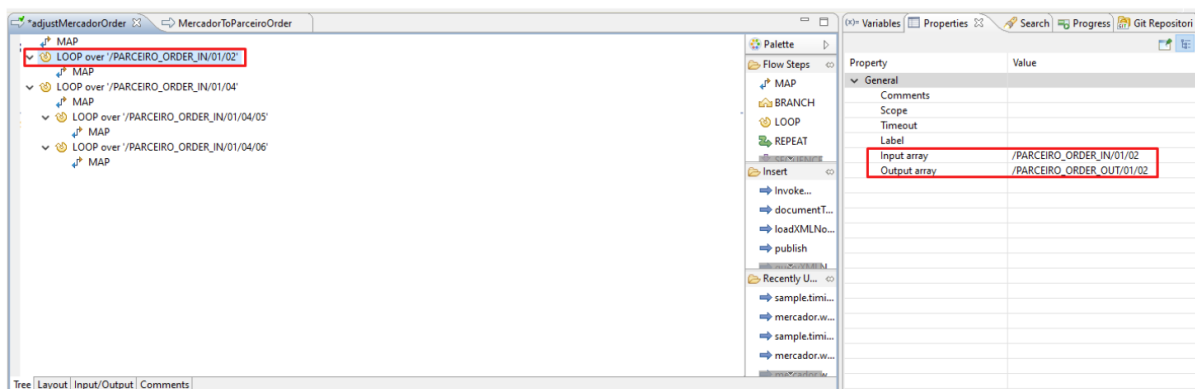 *adjustMercadorOrder
MercadorToParceiroOrder
MAP
LOOP over '/PARCEIRO_ORDER_IN/01/02'
MAP
LOOP over '/PARCEIRO_ORDER_IN/01/04'
MAP
LOOP over '/PARCEIRO_ORDER_IN/01/04/05'
MAP
LOOP over '/PARCEIRO_ORDER_IN/01/04/06'
MAP
Tree Layout Input/Output Comments
Palette
Flow Steps
MAP
BRANCH
LOOP
REPEAT
Insert
Invoke...
documentT...
loadXMLNo...
publish
Recently U...
sample.timi...
mercador.w...
sample.timi...
mercador.w...
(x)= Variables Properties Search Progress Git Repositori
Property Value
General
Comments
Scope
Timeout
Label
Input array /PARCEIRO_ORDER_IN/01/02
Output array /PARCEIRO_ORDER_OUT/01/02